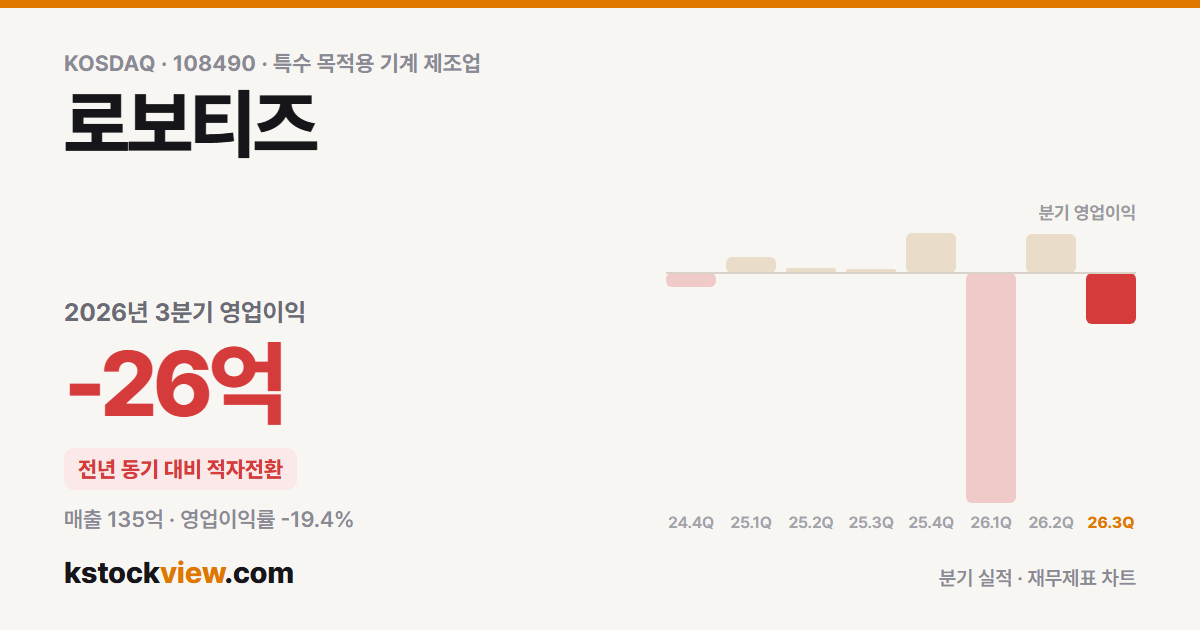 KOSDAQ · 108490 · 특수 목적용 기계 제조업
로보티즈
분기 영업이익
2026년 3분기 영업이익
-26억
전년 동기 대비 적자전환
매출 135억 · 영업이익률 -19.4%
24.4Q 25.1Q 25.2Q 25.3Q 25.4Q 26.1Q 26.2Q 26.3Q
kstockview.com
분기 실적 · 재무제표 차트